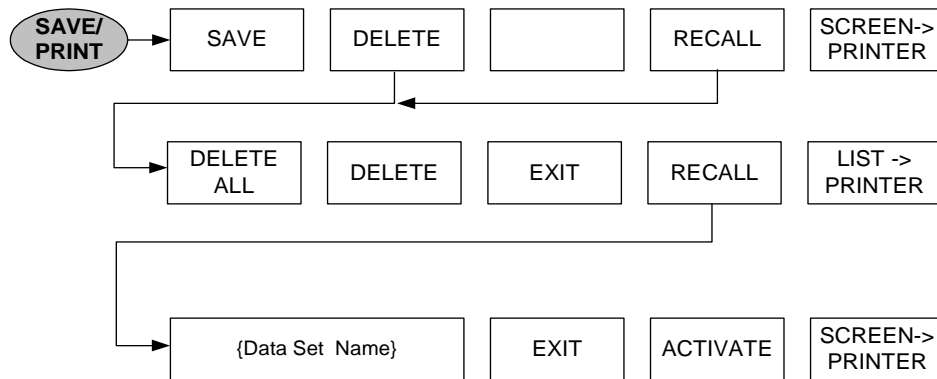 SAVE/
PRINT
SAVE
DELETE
RECALL
SCREEN->
PRINTER
DELETE
ALL
DELETE
EXIT
RECALL
LIST ->
PRINTER
{Data Set Name}
EXIT
ACTIVATE
SCREEN->
PRINTER